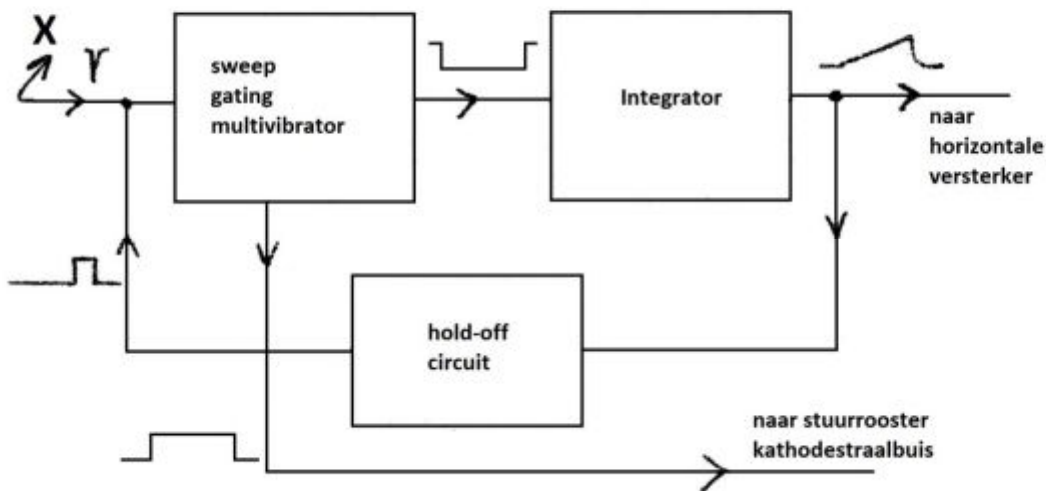 X
sweep
gating
multivibrator
Integrator
naar
horizontale
versterker
hold-off
circuit
naar stuurrooster
kathodestraalbuis